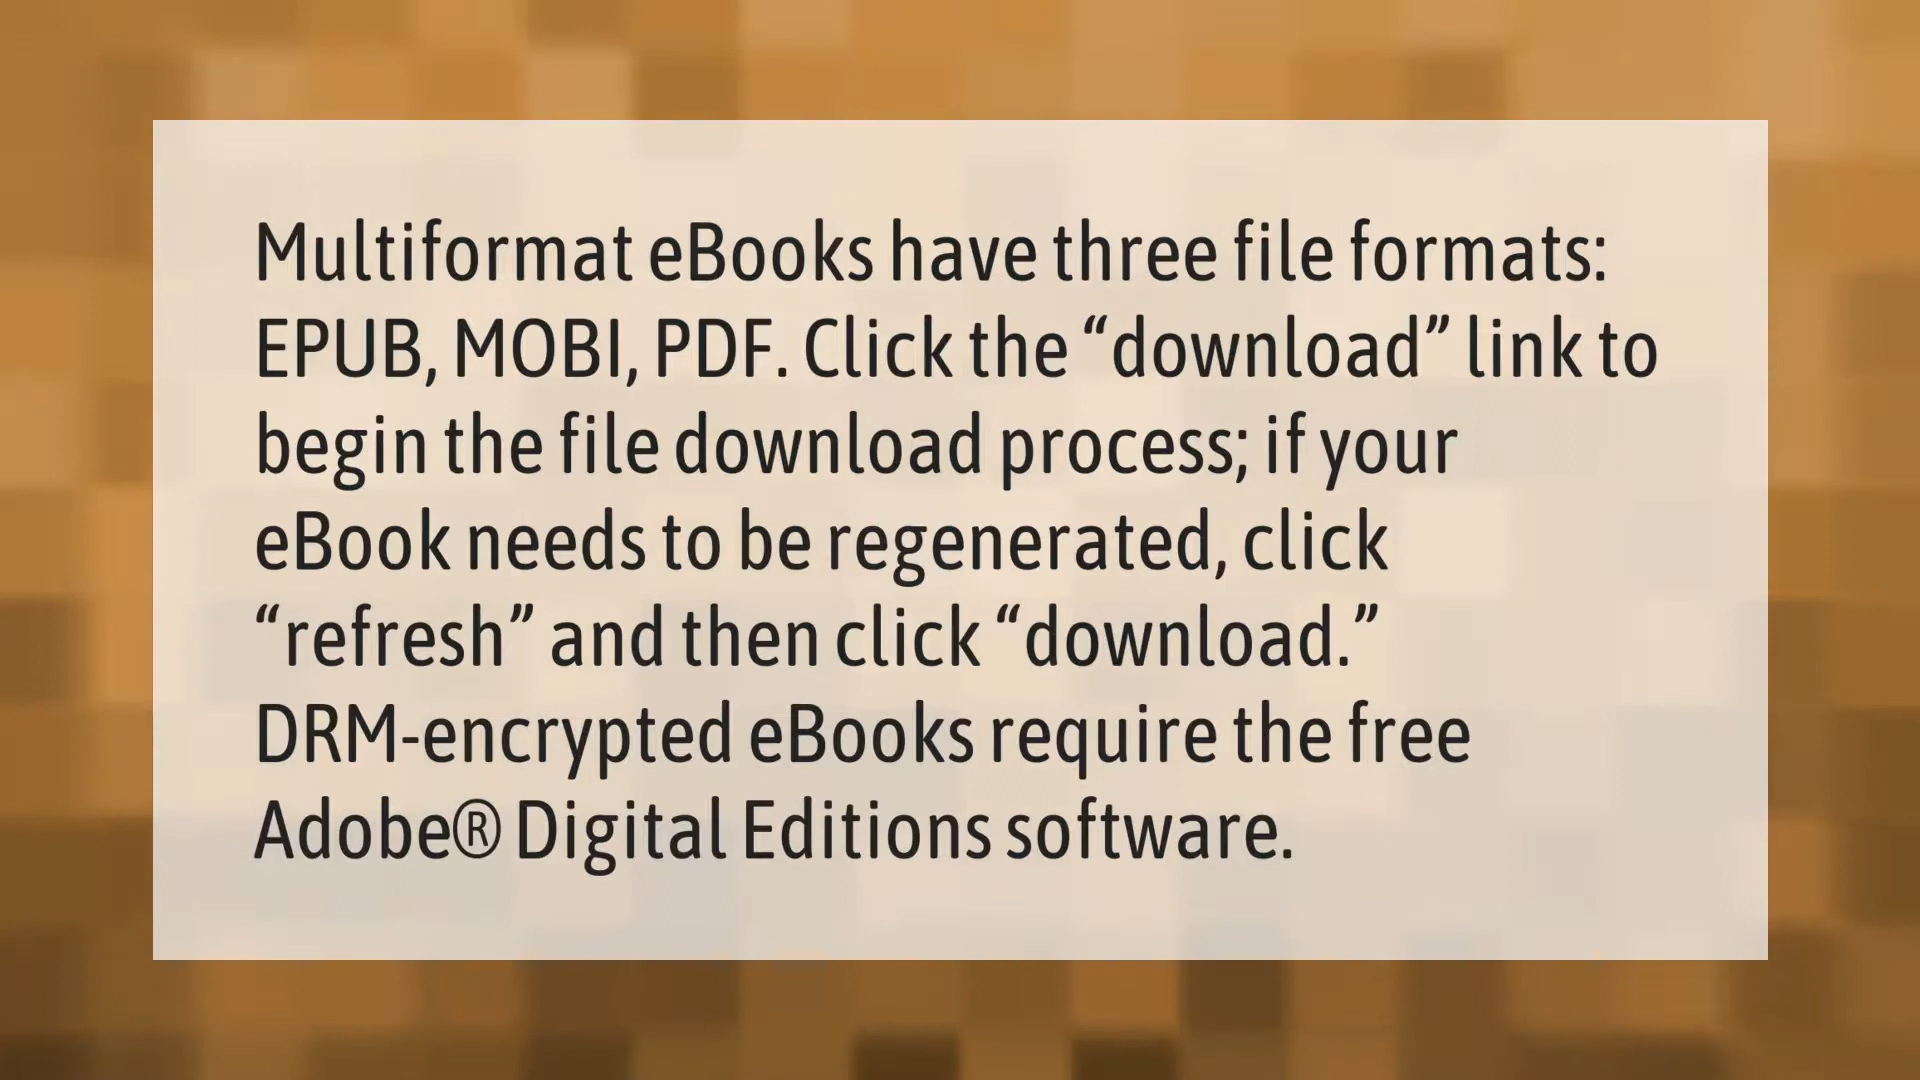 Multiformat eBooks have three file formats:
EPUB, MOBI, PDF. Click the “download” link to
begin the file download process; if your
eBook needs to be regenerated, click
“refresh” and then click “download.”
DRM-encrypted eBooks require the free
Adobe® Digital Editions software.